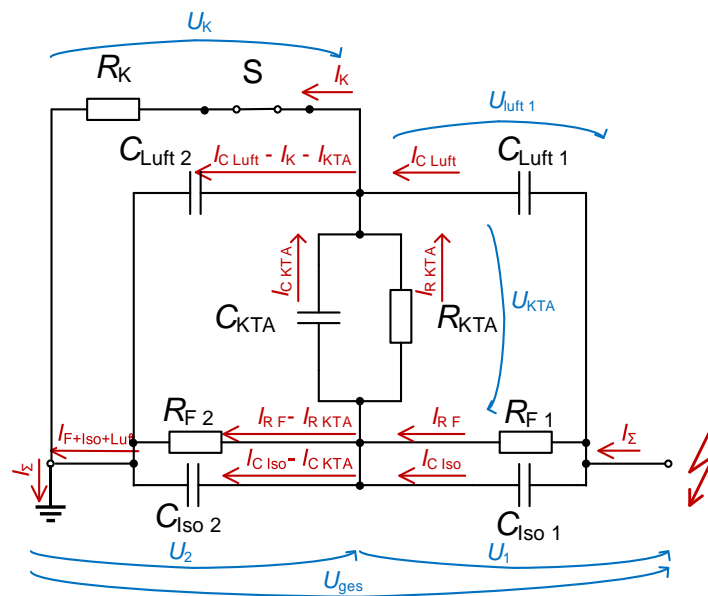 U_K
R_K S I_K
U_luft 1
C_Luft 2 I_C Luft - I_K - I_KTA I_C Luft C_Luft 1
I_C KTA I_R KTA
C_KTA R_KTA U_KTA
R_F 2 I_R F- I_R KTA I_R F R_F 1
I_F+Iso+Luf I_Σ
I_Σ I_C Iso- I_C KTA I_C Iso
C_Iso 2 C_Iso 1
U_2 U_1
U_ges